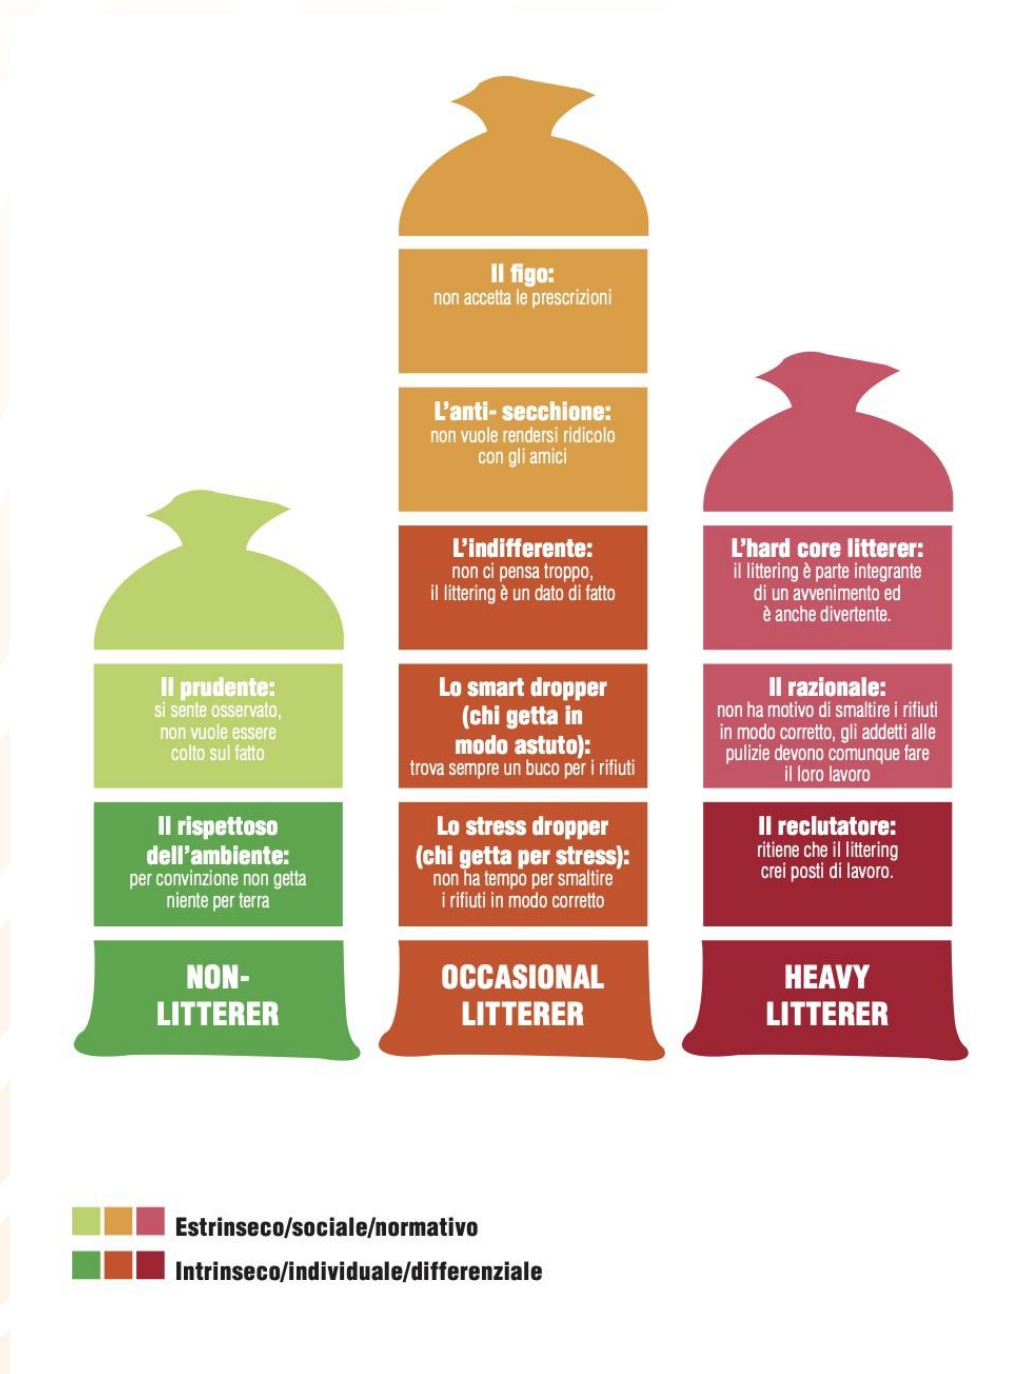 Il prudente:
si sente osservato,
non vuole essere
colto sul fatto
Il rispettoso
dell'ambiente:
per convinzione non getta
niente per terra
NON-
LITTERER
Il figo:
non accetta le prescrizioni
L'anti- secchione:
non vuole rendersi ridicolo
con gli amici
L'indifferente:
non ci pensa troppo,
il littering è un dato di fatto
Lo smart dropper
(chi getta in
modo astuto):
trova sempre un buco per i rifiuti
Lo stress dropper
(chi getta per stress):
non ha tempo per smaltire
i rifiuti in modo corretto
OCCASIONAL
LITTERER
L'hard core litterer:
il littering è parte integrante
di un avvenimento ed
è anche divertente.
Il razionale:
non ha motivo di smaltire i rifiuti
in modo corretto, gli addetti alle
pulizie devono comunque fare
il loro lavoro
Il reclutatore:
ritiene che il littering
crei posti di lavoro.
HEAVY
LITTERER
Estrinseco/sociale/normativo
Intrinseco/individuale/differenziale